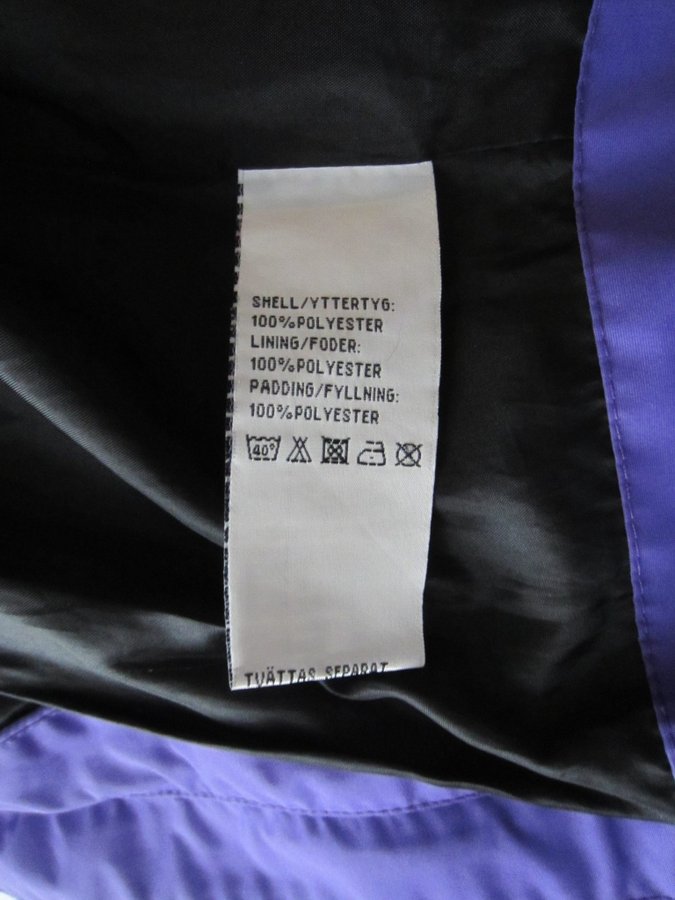 SHELL/YTTERTYG:
100%POLYESTER
LINING/FODER:
100%POLYESTER
PADDING/FYLLNING:
100%POLYESTER
40°
TVÄTTAS SEPARAT